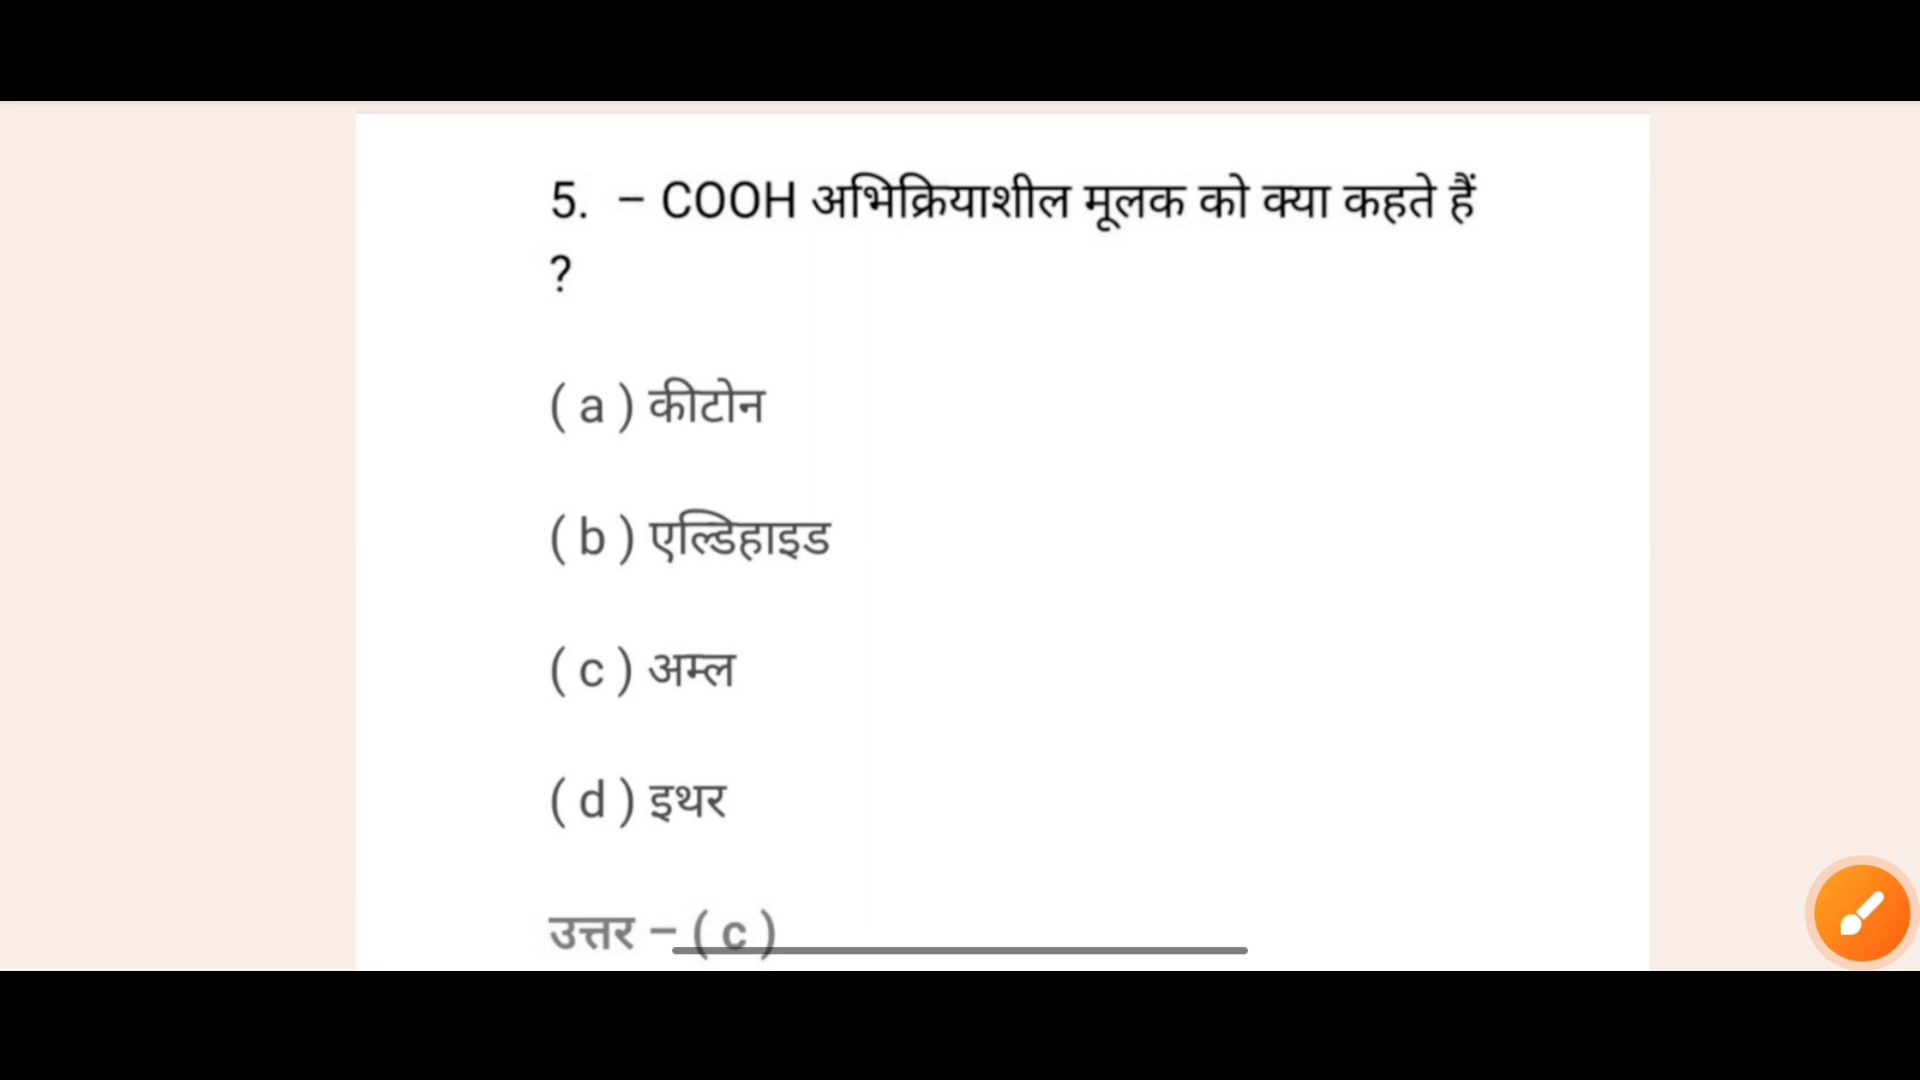 5. – COOH अभिक्रियाशील मूलक को क्या कहते हैं
?
( a ) कीटोन
( b ) एल्डिहाइड
( c ) अम्ल
( d ) इथर
उत्तर – ( c )